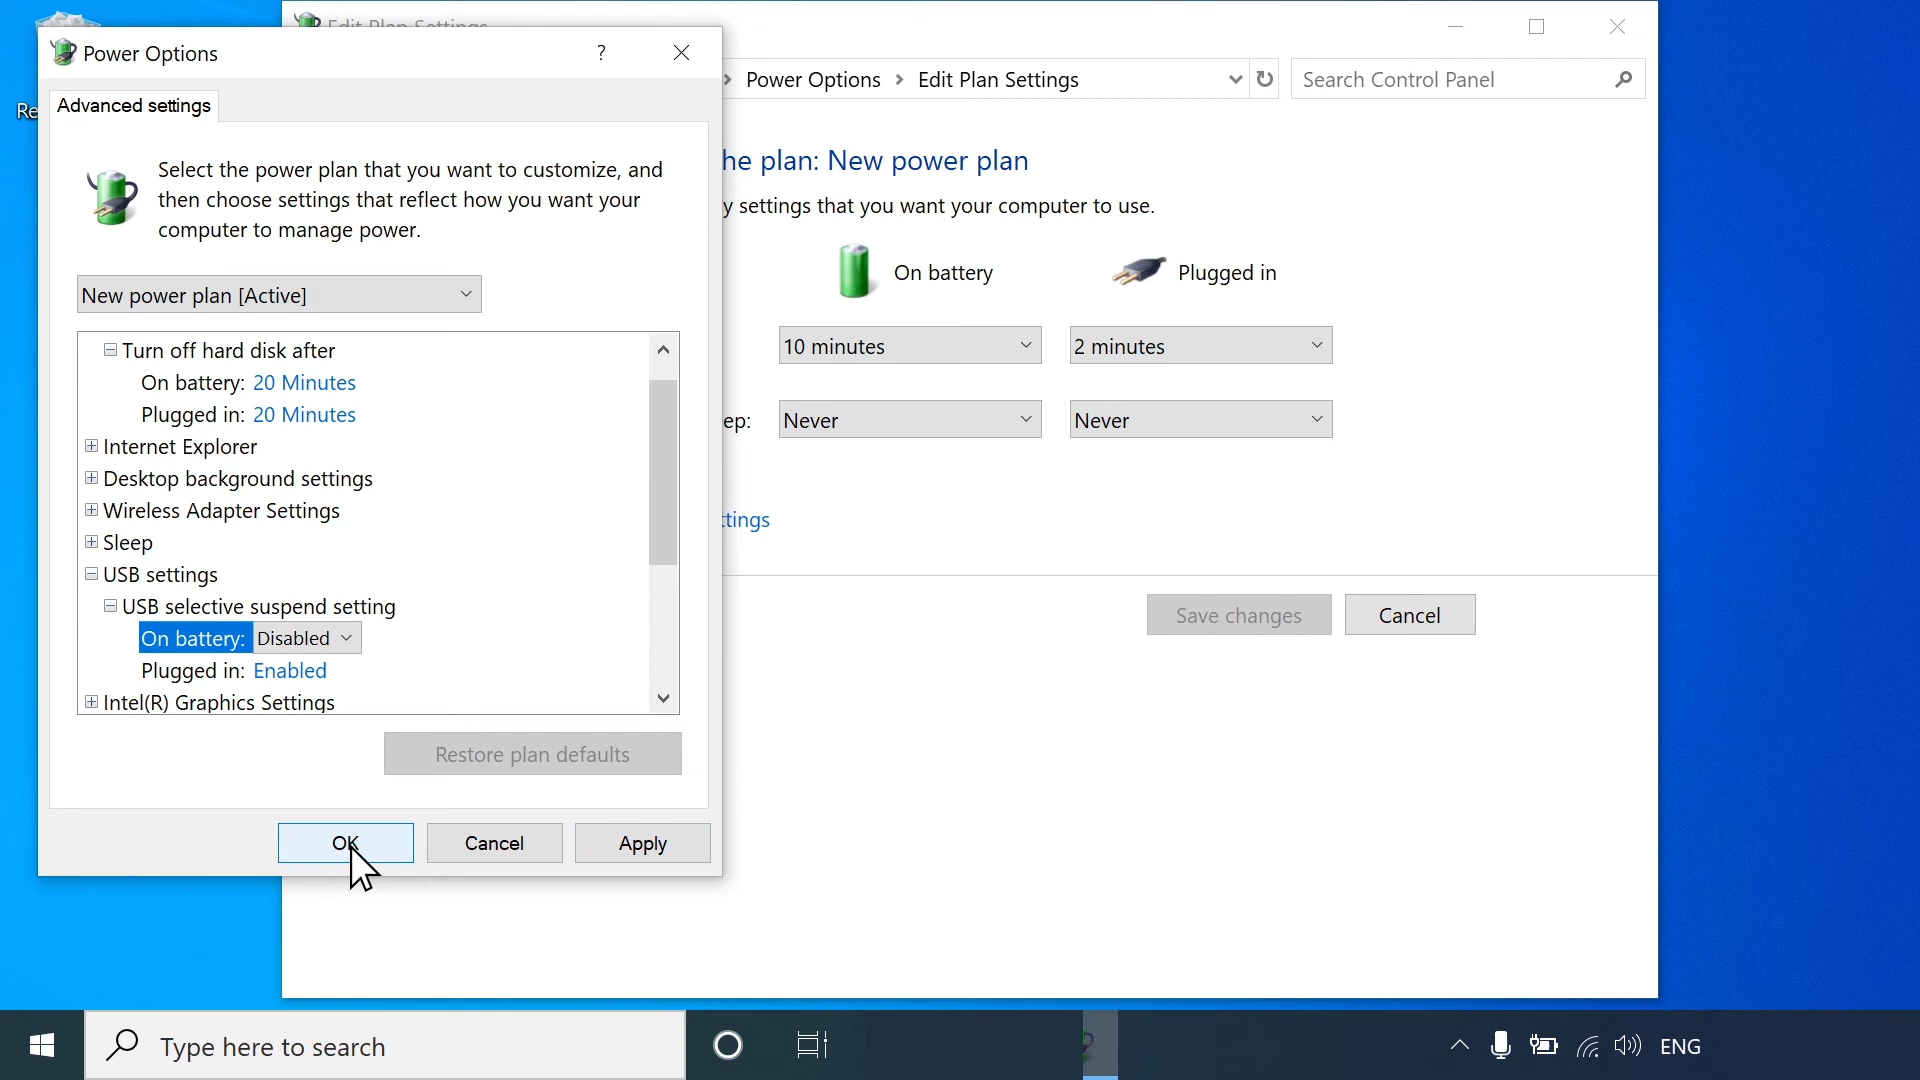 Edit Plan Settings
Power Options
?
Power Options
Edit Plan Settings
Search Control Panel
Re
Advanced settings
Select the power plan that you want to customize, and
then choose settings that reflect how you want your
computer to manage power.
he plan: New power plan
y settings that you want your computer to use.
On battery
Plugged in
New power plan [Active]
10 minutes
2 minutes
ep:
Never
Never
ttings
Turn off hard disk after
On battery: 20 Minutes
Plugged in: 20 Minutes
Internet Explorer
Desktop background settings
Wireless Adapter Settings
Sleep
USB settings
USB selective suspend setting
On battery: Disabled
Plugged in: Enabled
Intel(R) Graphics Settings
Save changes
Cancel
Restore plan defaults
OK
Cancel
Apply
Type here to search
ENG